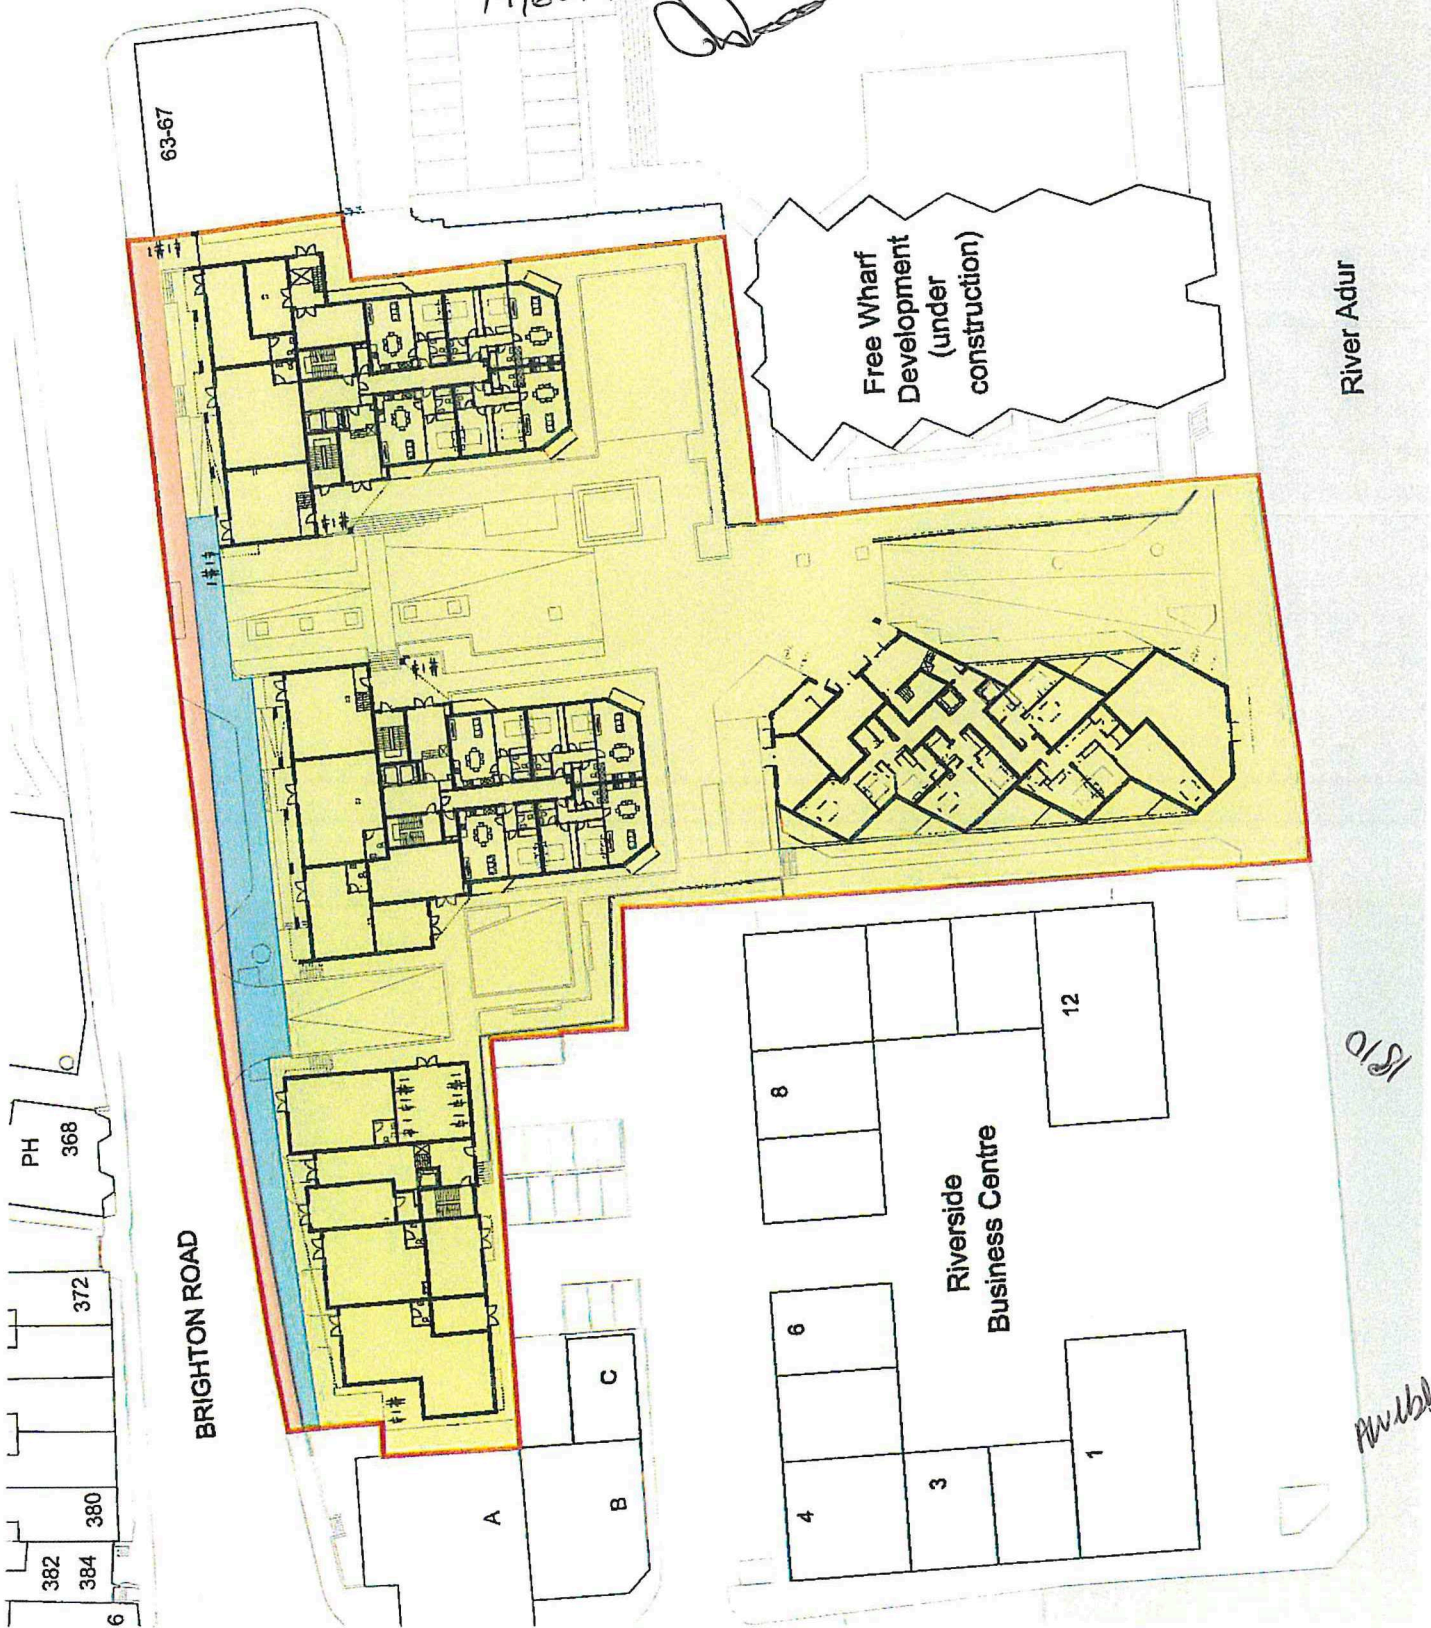 63-67
PH
368
372
380
382
384
6
BRIGHTON ROAD
Free Wharf
Development
(under
construction)
River Adur
A
B
C
Riverside
Business Centre
4
3
1
6
8
12